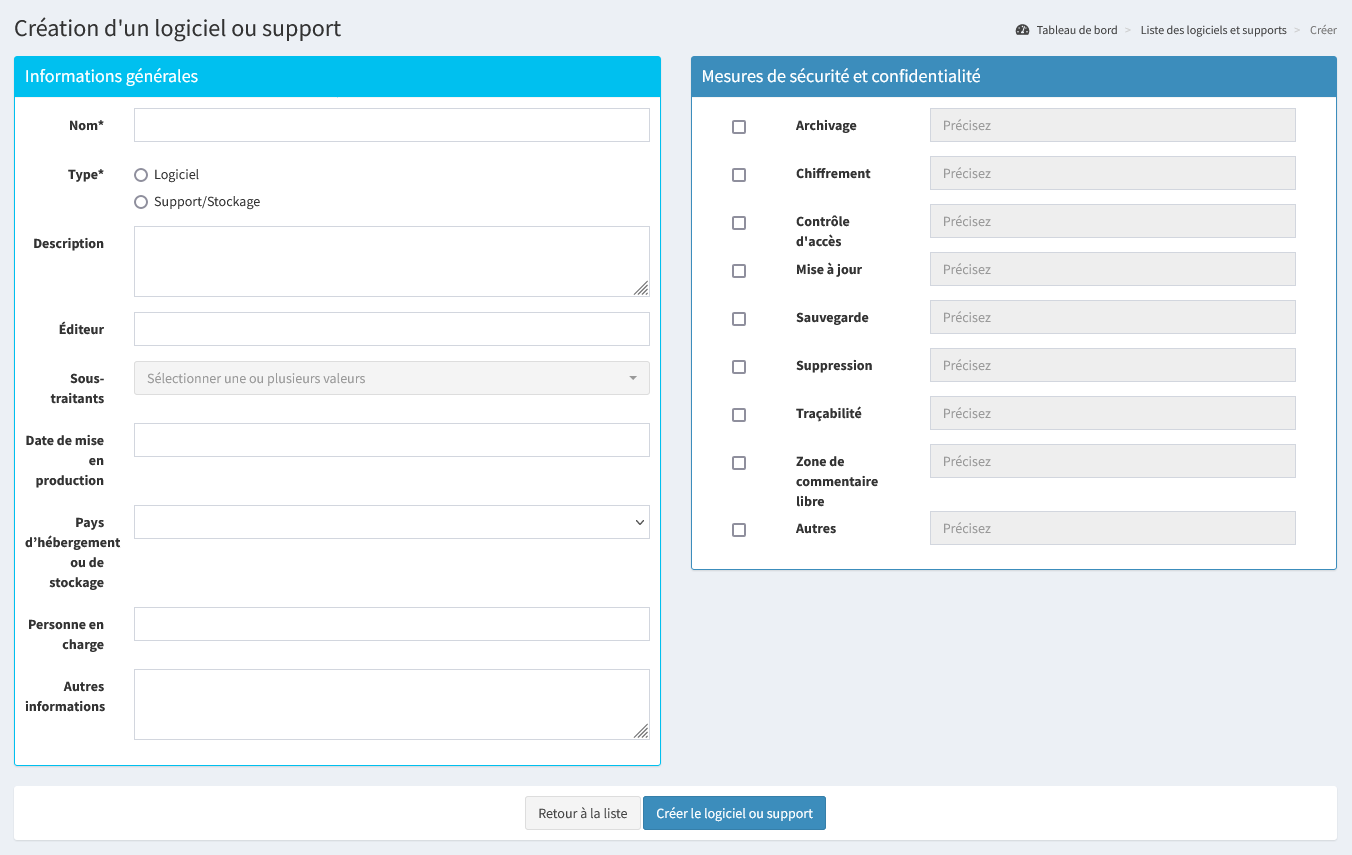 Création d'un logiciel ou support
Tableau de bord > Liste des logiciels et supports > Créer
Informations générales
Nom*
Type*
Logiciel
Support/Stockage
Description
Éditeur
Sous-
traitants
Sélectionner une ou plusieurs valeurs
Date de mise
en
production
Pays
d’hébergement
ou de
stockage
Personne en
charge
Autres
informations
Mesures de sécurité et confidentialité
Archivage
Précisez
Chiffrement
Précisez
Contrôle
d'accès
Précisez
Mise à jour
Précisez
Sauvegarde
Précisez
Suppression
Précisez
Traçabilité
Précisez
Zone de
commentaire
libre
Précisez
Autres
Précisez
Retour à la liste
Créer le logiciel ou support